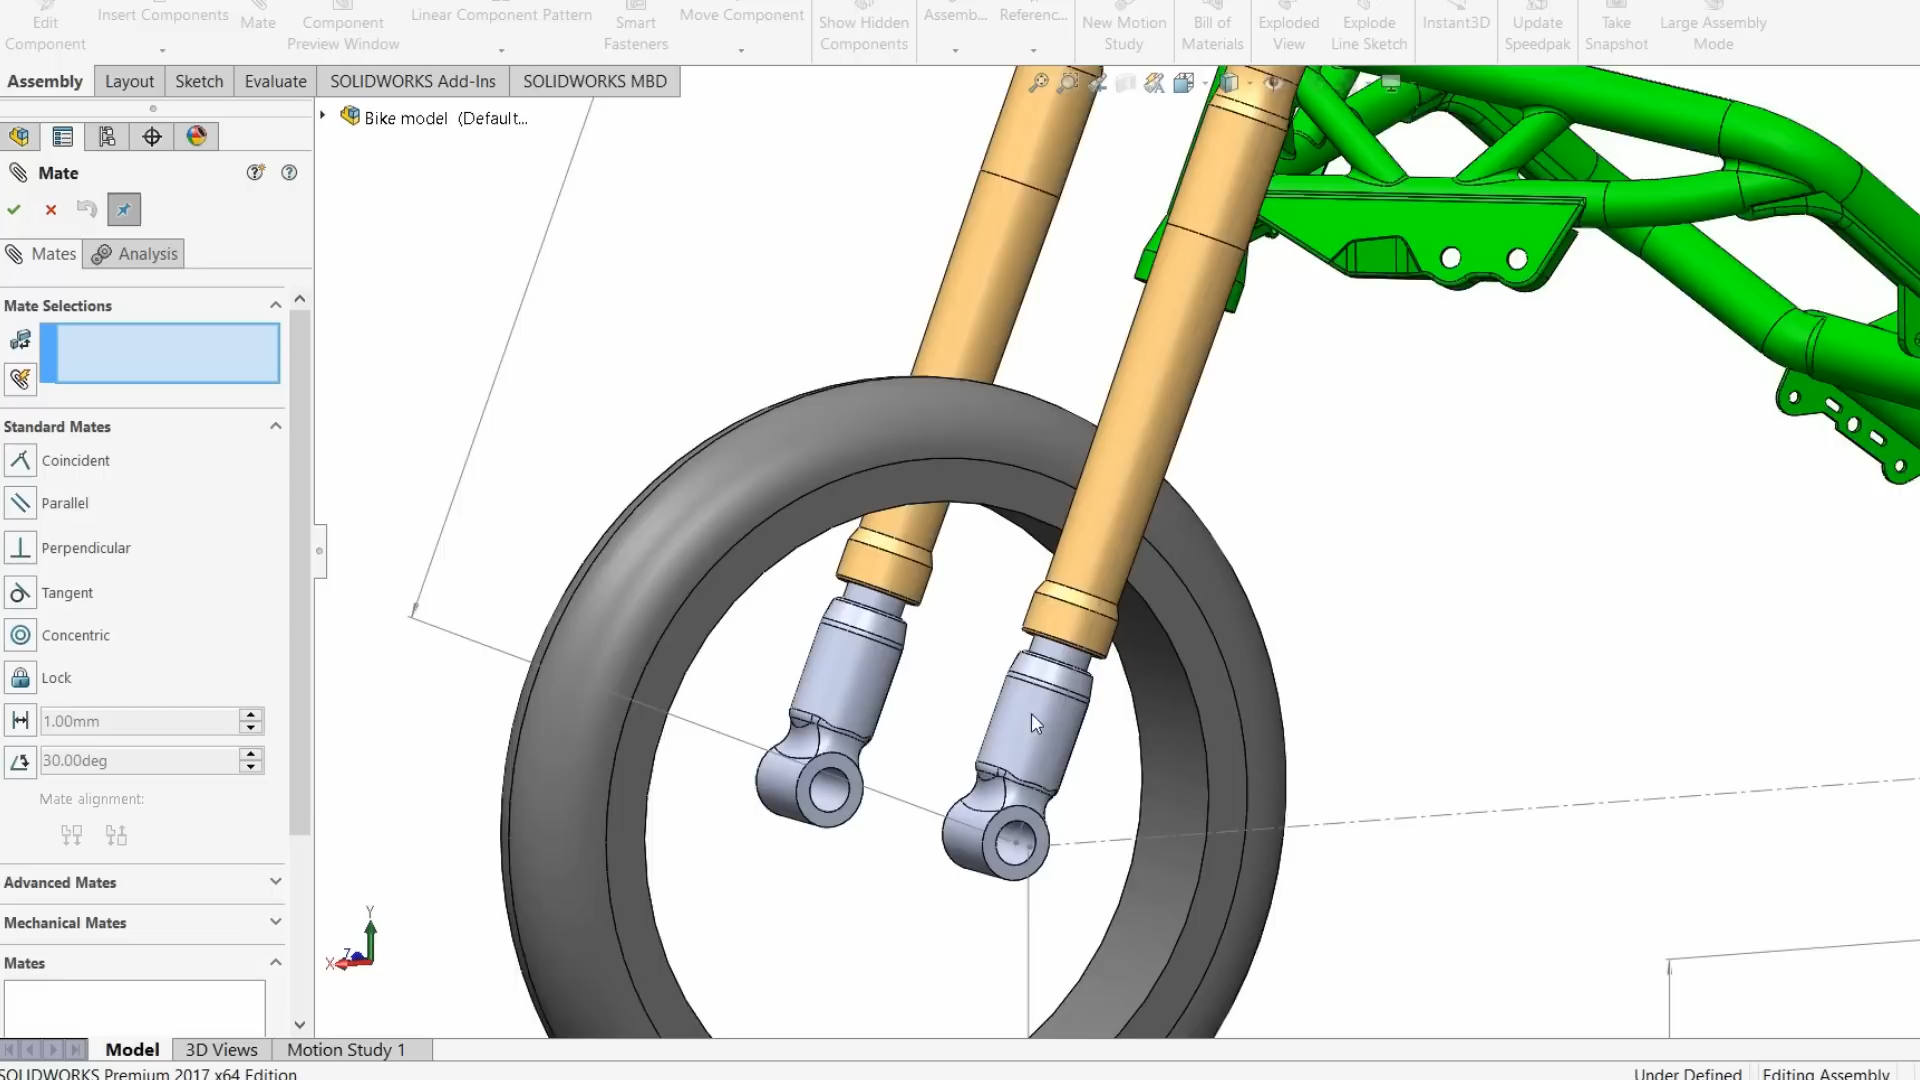 Edit
Component
Insert Components
Mate
Component
Preview Window
Linear Component Pattern
Smart
Fasteners
Move Component
Show Hidden
Components
Assemb...
Referenc...
New Motion
Study
Bill of
Materials
Exploded
View
Explode
Line Sketch
Instant3D
Update
Speedpak
Take
Snapshot
Large Assembly
Mode
Assembly
Layout
Sketch
Evaluate
SOLIDWORKS Add-Ins
SOLIDWORKS MBD
Bike model (Default...
Mate
Mates
Analysis
Mate Selections
Standard Mates
Coincident
Parallel
Perpendicular
Tangent
Concentric
Lock
1.00mm
30.00deg
Mate alignment:
Advanced Mates
Mechanical Mates
Mates
Y
Z
X
Model
3D Views
Motion Study 1
SOLIDWORKS Premium 2017 x64 Edition
Under Defined
Editing Assembly